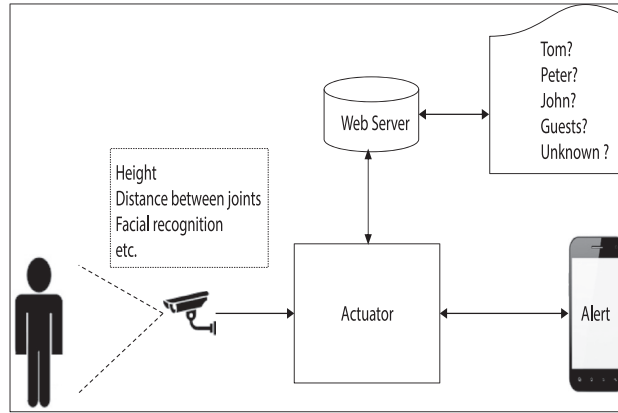 Tom?
Peter?
John?
Guests?
Unknown ?
Web Server
Height
Distance between joints
Facial recognition
etc.
Actuator
Alert